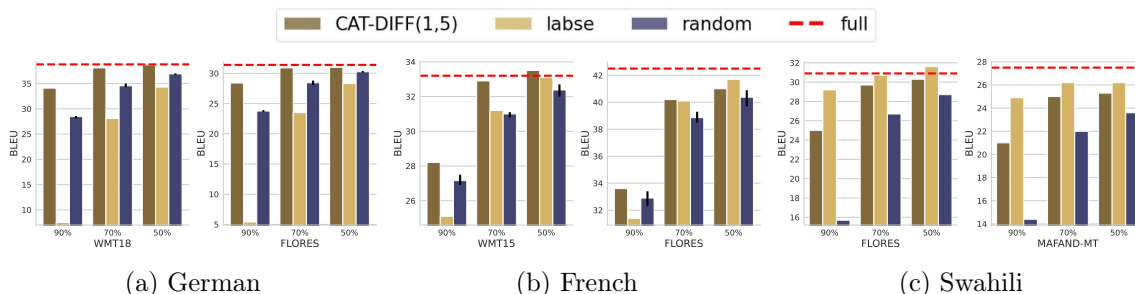 CAT-DIFF(1,5) labse random full
BLEU
35
30
25
20
15
10
90% 70% 50%
WMT18
BLEU
30
25
20
15
10
5
90% 70% 50%
FLORES
BLEU
34
32
30
28
26
90% 70% 50%
WMT15
BLEU
42
40
38
36
34
32
90% 70% 50%
FLORES
BLEU
32
30
28
26
24
22
20
18
16
90% 70% 50%
FLORES
BLEU
28
26
24
22
20
18
16
14
90% 70% 50%
MAFAND-MT
(a) German (b) French (c) Swahili